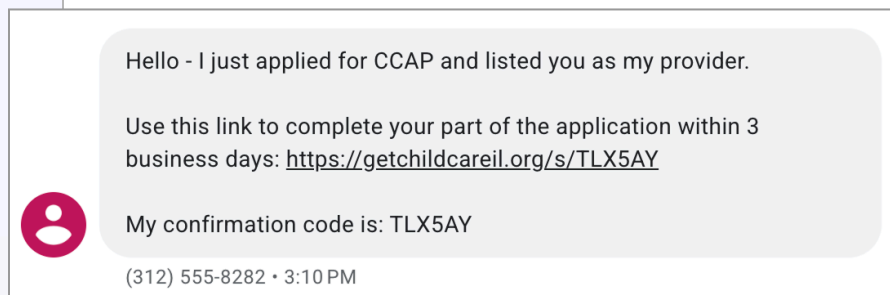 Hello - I just applied for CCAP and listed you as my provider.
Use this link to complete your part of the application within 3
business days: https://getchildcareil.org/s/TLX5AY
My confirmation code is: TLX5AY
(312) 555-8282 • 3:10 PM